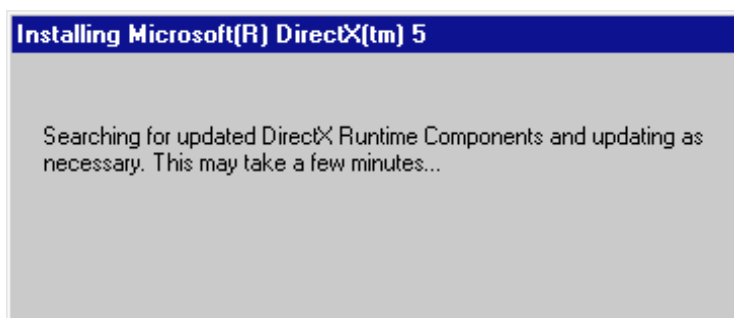 Installing Microsoft(R) DirectX(tm) 5
Searching for updated DirectX Runtime Components and updating as
necessary. This may take a few minutes...